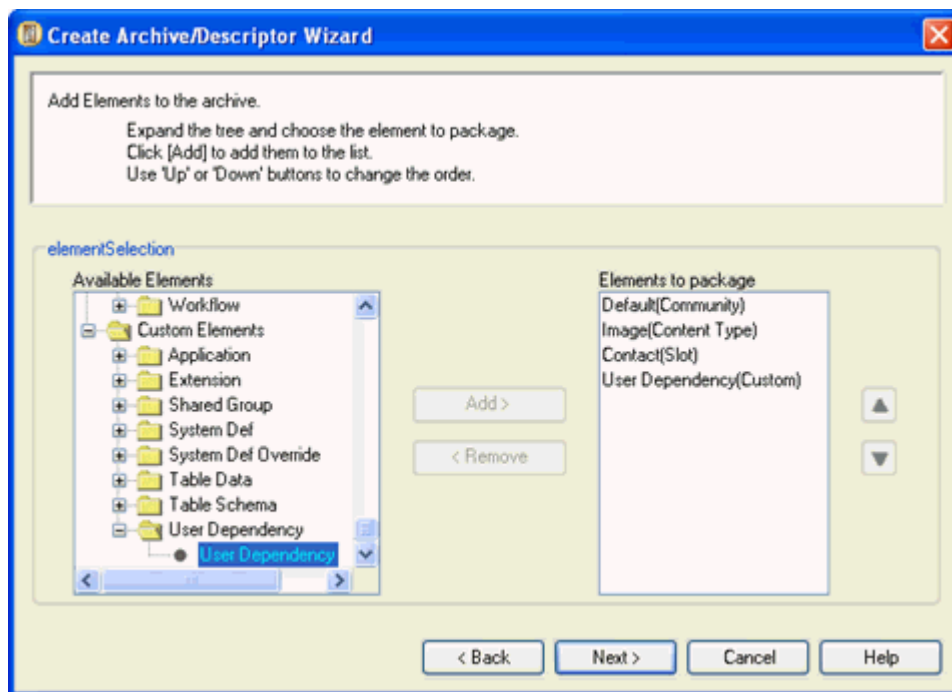 Create Archive/Descriptor Wizard
Add Elements to the archive.
Expand the tree and choose the element to package.
Click [Add] to add them to the list.
Use 'Up' or 'Down' buttons to change the order.
elementSelection
Available Elements
Workflow
Custom Elements
Application
Extension
Shared Group
System Def
System Def Override
Table Data
Table Schema
User Dependency
User Dependency
Add >
< Remove
Elements to package
Default(Community)
Image(Content Type)
Contact(Slot)
User Dependency(Custom)
< Back
Next >
Cancel
Help